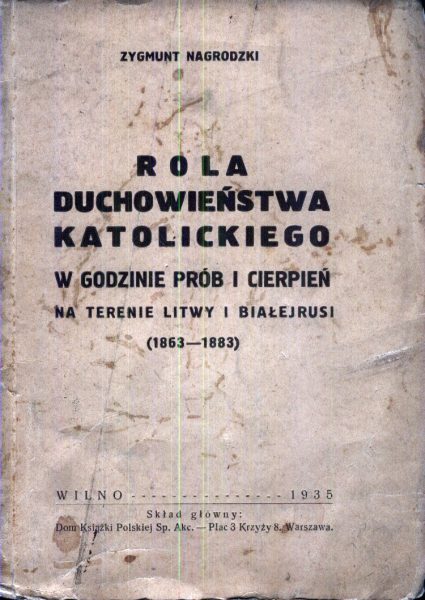 ZYGMUNT NAGRODZKI
ROLA
DUCHOWIEŃSTWA
KATOLICKIEGO
W GODZINIE PRÓB I CIERPIEŃ
NA TERENIE LITWY I BIAŁEJRUSI
(1863—1883)
WILNO - - - - - - - - - - - - - - - 1935
Skład główny:
Dom Książki Polskiej Sp. Akc. — Plac 3 Krzyży 8, Warszawa.